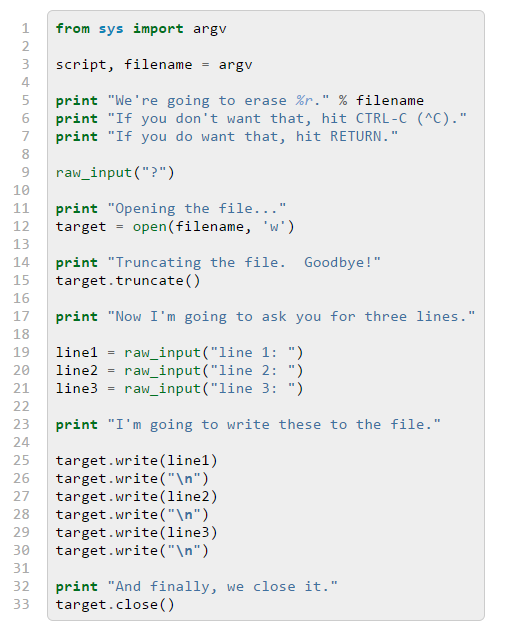 1 from sys import argv
2
3 script, filename = argv
4
5 print "We're going to erase %r." % filename
6 print "If you don't want that, hit CTRL-C (^C)."
7 print "If you do want that, hit RETURN."
8
9 raw_input("?")
10
11 print "Opening the file..."
12 target = open(filename, 'w')
13
14 print "Truncating the file.  Goodbye!"
15 target.truncate()
16
17 print "Now I'm going to ask you for three lines."
18
19 line1 = raw_input("line 1: ")
20 line2 = raw_input("line 2: ")
21 line3 = raw_input("line 3: ")
22
23 print "I'm going to write these to the file."
24
25 target.write(line1)
26 target.write("\n")
27 target.write(line2)
28 target.write("\n")
29 target.write(line3)
30 target.write("\n")
31
32 print "And finally, we close it."
33 target.close()